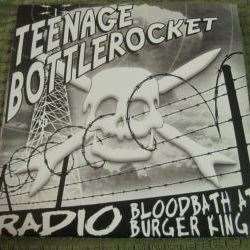 TEENAGE
BOTTLEROCKET
RADIO
BLOODBATH AT
BURGER KING